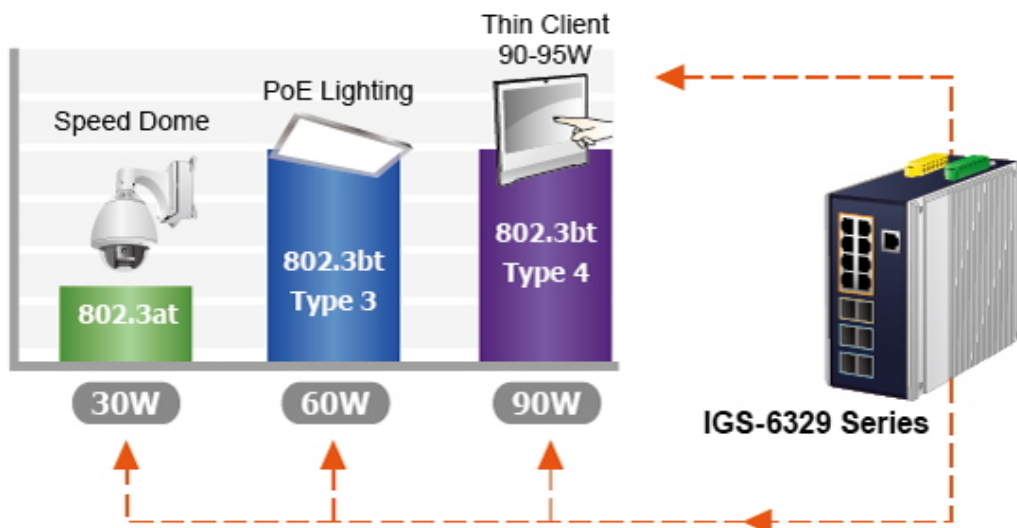 Thin Client
90-95W
PoE Lighting
Speed Dome
802.3at
802.3bt
Type 3
802.3bt
Type 4
30W
60W
90W
IGS-6329 Series